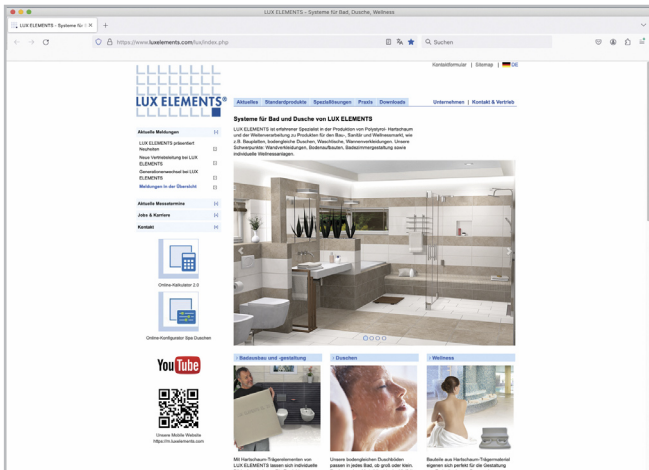 LUX ELEMENTS – Systeme für Bad, Dusche, Wellness
LUX ELEMENTS – Systeme für
https://www.luxelements.com/lux/index.php
Suchen
Kontaktformular | Sitemap | DE
LUX ELEMENTS®
Aktuelles Standardprodukte Speziallösungen Praxis Downloads Unternehmen | Kontakt & Vertrieb
Aktuelle Meldungen
LUX ELEMENTS präsentiert
Neuheiten
Neue Vertriebsleitung bei LUX
ELEMENTS
Generationswechsel bei LUX
ELEMENTS
Meldungen in der Übersicht
Aktuelle Messetermine
Jobs & Karriere
Kontakt
Online-Kalkulator 2.0
Online-Konfigurator Spa Duschen
YouTube
Unsere Mobile Website
https://m.luxelements.com
Systeme für Bad und Dusche von LUX ELEMENTS
LUX ELEMENTS ist erfahrener Spezialist in der Produktion von Polystyrol- Hartschaum
und der Weiterverarbeitung zu Produkten für den Bau-, Sanitär und Wellnessmarkt, wie
z.B. Bauplatten, bodengleiche Duschen, Waschtische, Wannenverkleidungen. Unsere
Schwerpunkte: Wandverkleidungen, Bodenaufbauten, Badezimmergestaltung sowie
individuelle Wellnessanlagen.
› Badausbau und -gestaltung
Mit Hartschaum-Trägerelementen von
LUX ELEMENTS lassen sich individuelle
› Duschen
Unsere bodengleichen Duschböden
passen in jedes Bad, ob groß oder klein.
› Wellness
Bauteile aus Hartschaum-Trägermaterial
eignen sich perfekt für die Gestaltung